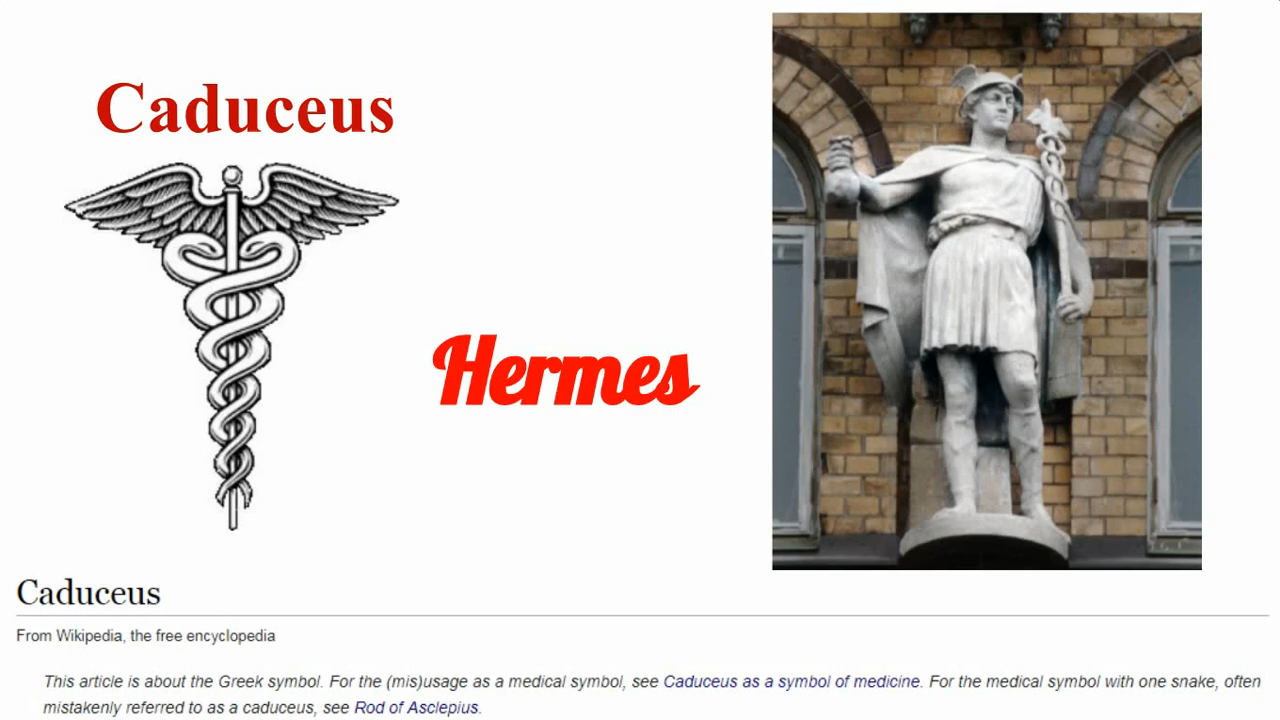 Caduceus
Hermes
Caduceus
From Wikipedia, the free encyclopedia
This article is about the Greek symbol. For the (mis)usage as a medical symbol, see Caduceus as a symbol of medicine. For the medical symbol with one snake, often
mistakenly referred to as a caduceus, see Rod of Asclepius.